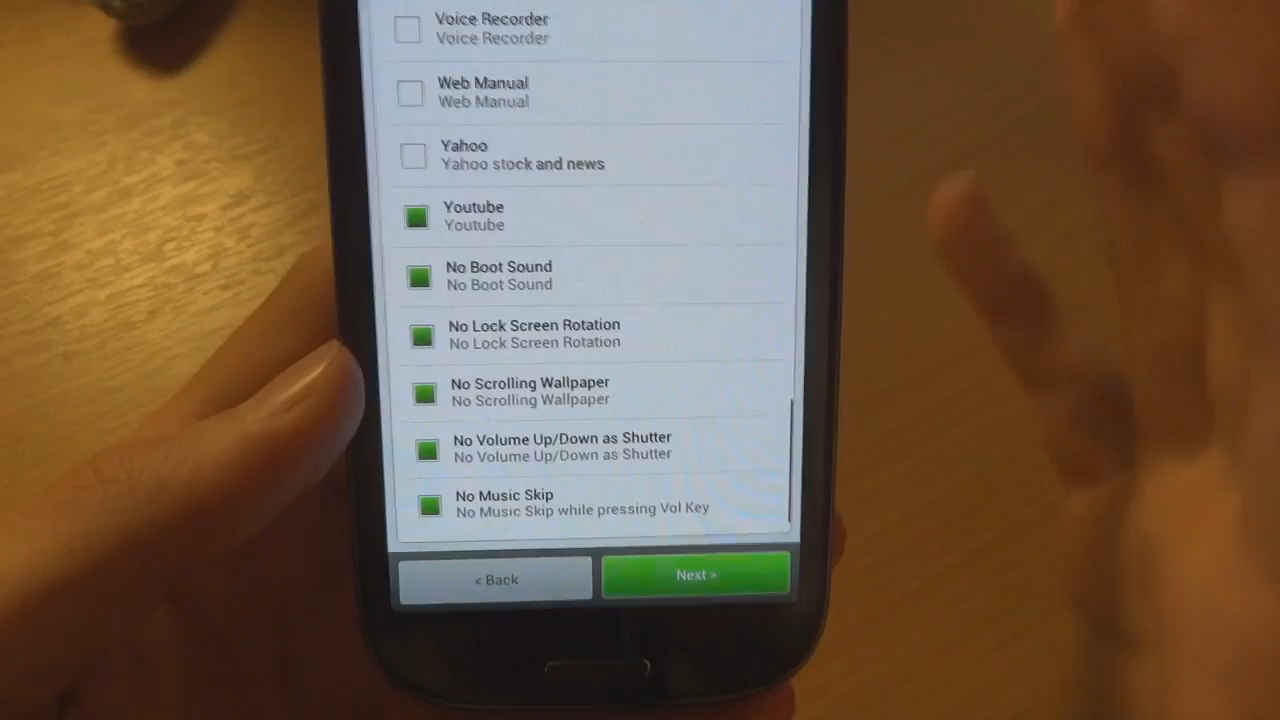 Voice Recorder
Voice Recorder
Web Manual
Web Manual
Yahoo
Yahoo stock and news
Youtube
Youtube
No Boot Sound
No Boot Sound
No Lock Screen Rotation
No Lock Screen Rotation
No Scrolling Wallpaper
No Scrolling Wallpaper
No Volume Up/Down as Shutter
No Volume Up/Down as Shutter
No Music Skip
No Music Skip while pressing Vol Key
< Back
Next >